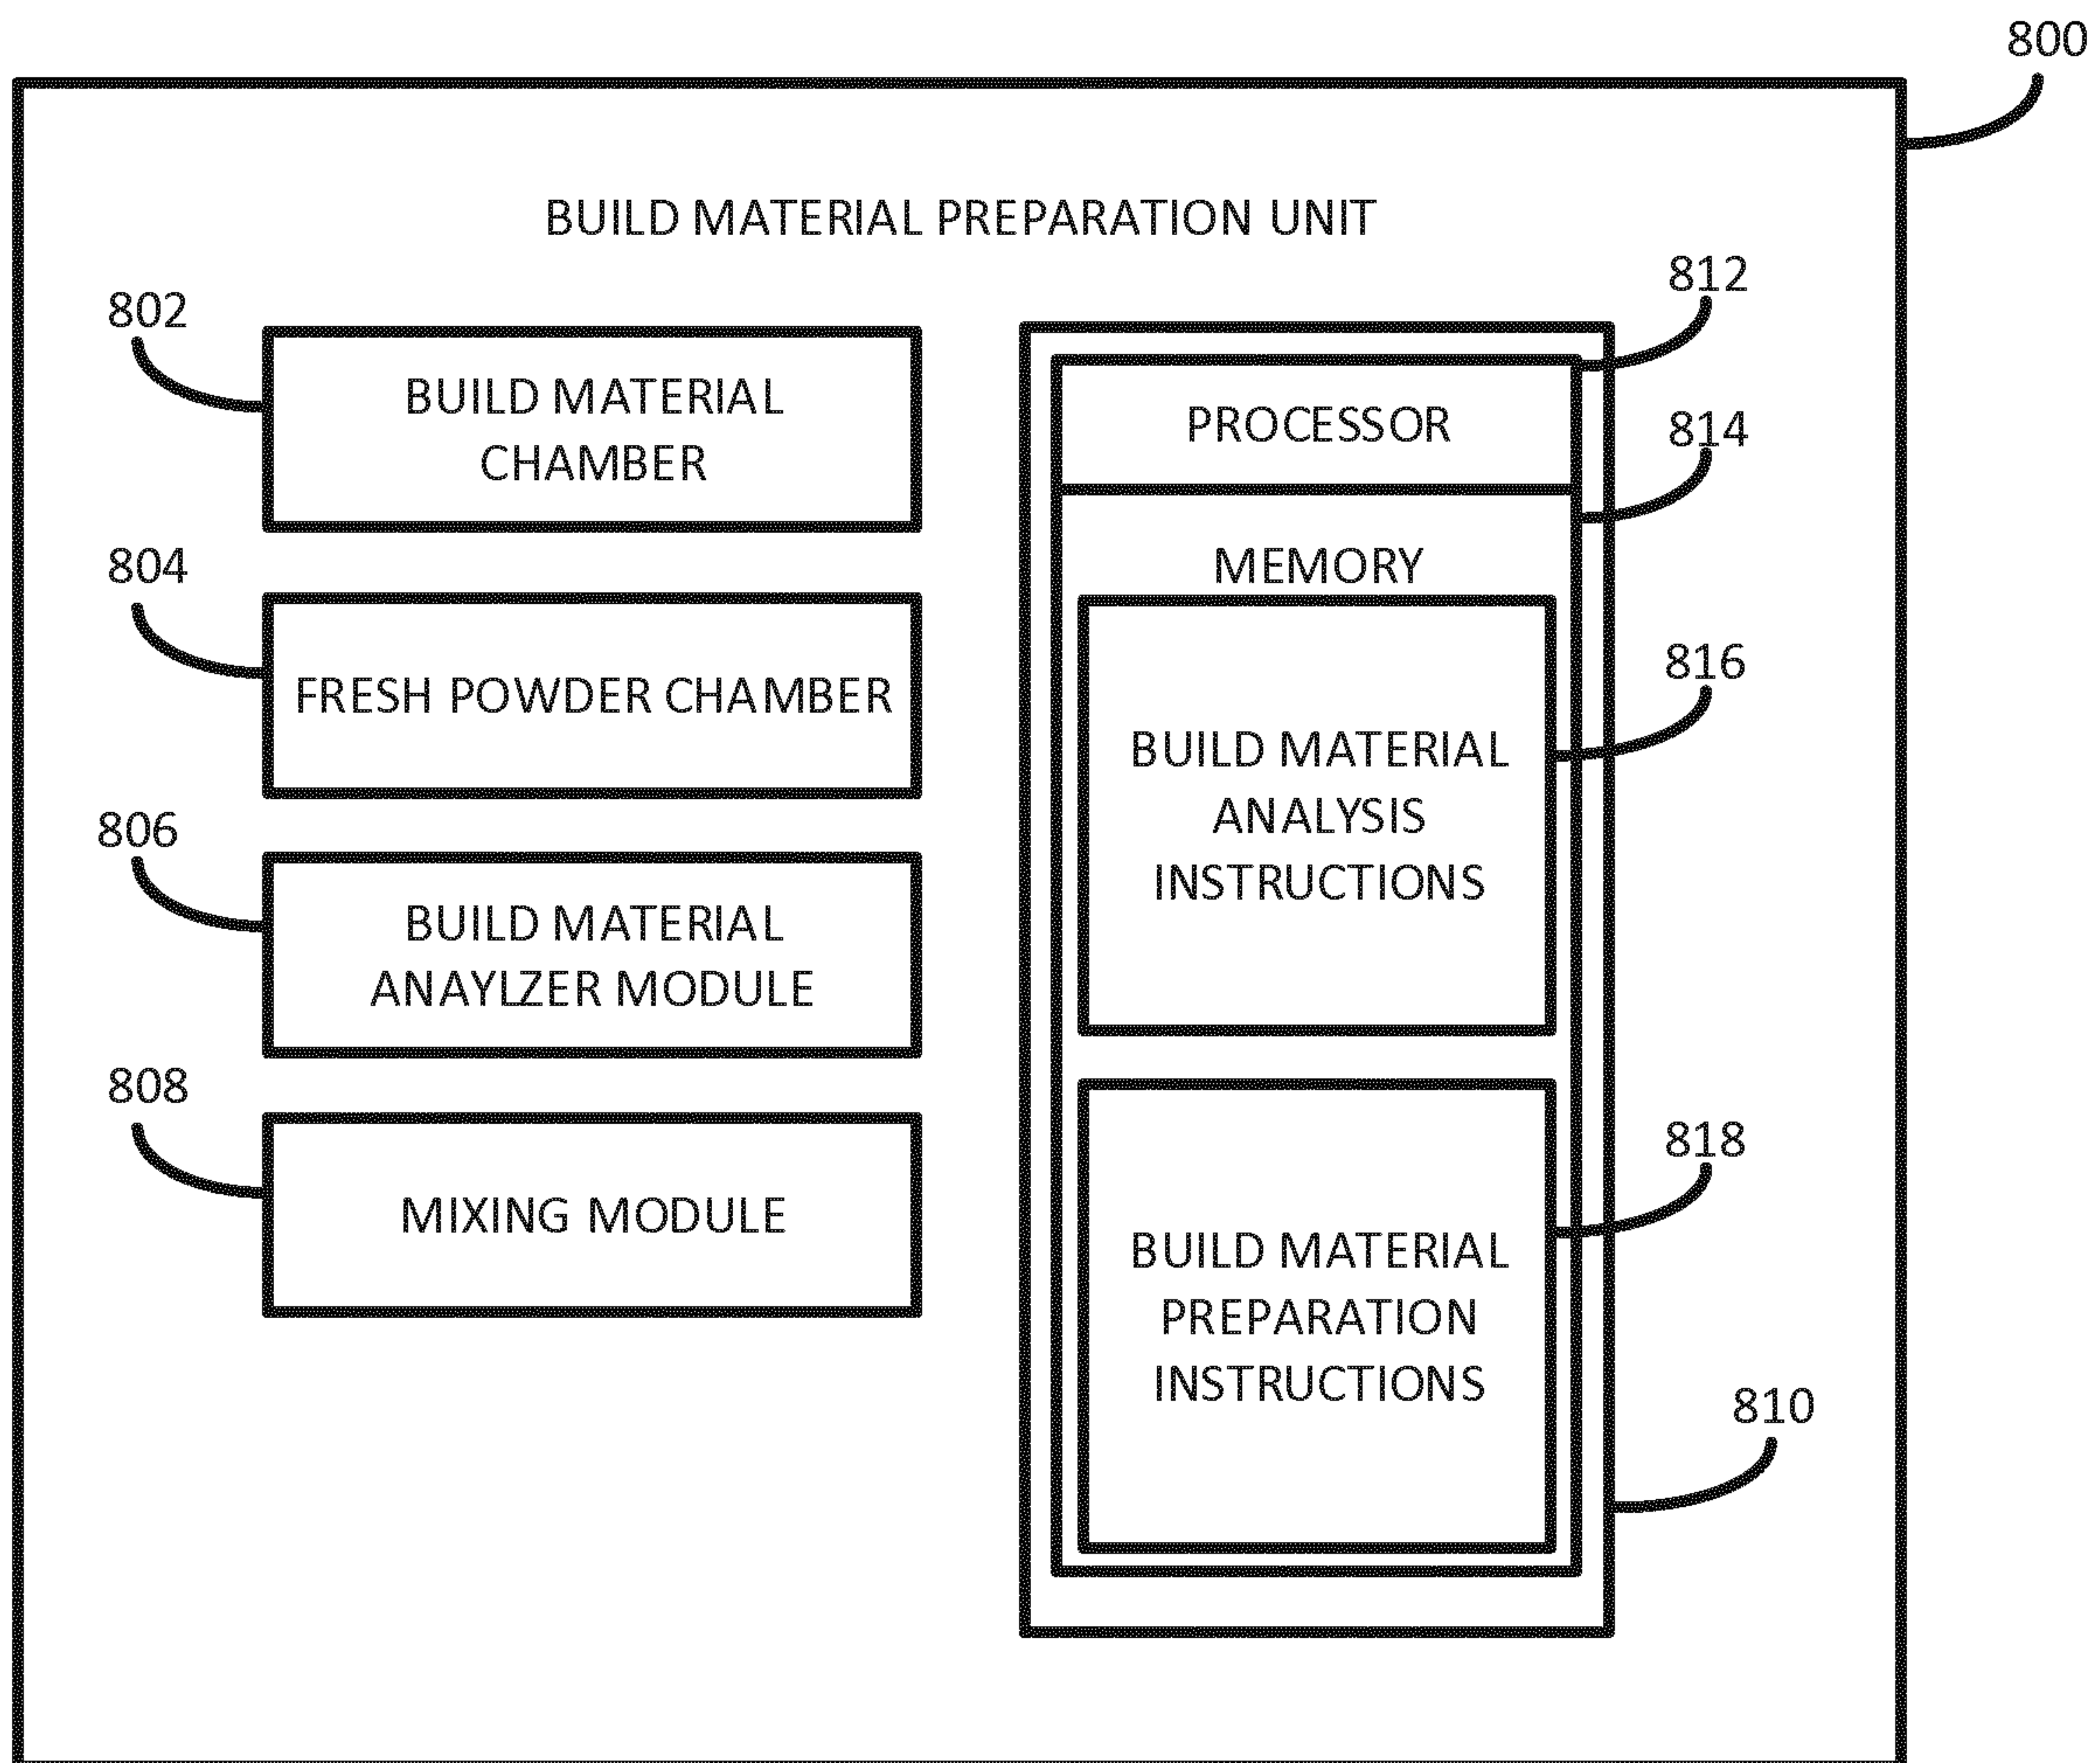 800
BUILD MATERIAL PREPARATION UNIT
802
BUILD MATERIAL
CHAMBER
804
FRESH POWDER CHAMBER
806
BUILD MATERIAL
ANAYLZER MODULE
808
MIXING MODULE
812
PROCESSOR
814
MEMORY
816
BUILD MATERIAL
ANALYSIS
INSTRUCTIONS
818
BUILD MATERIAL
PREPARATION
INSTRUCTIONS
810